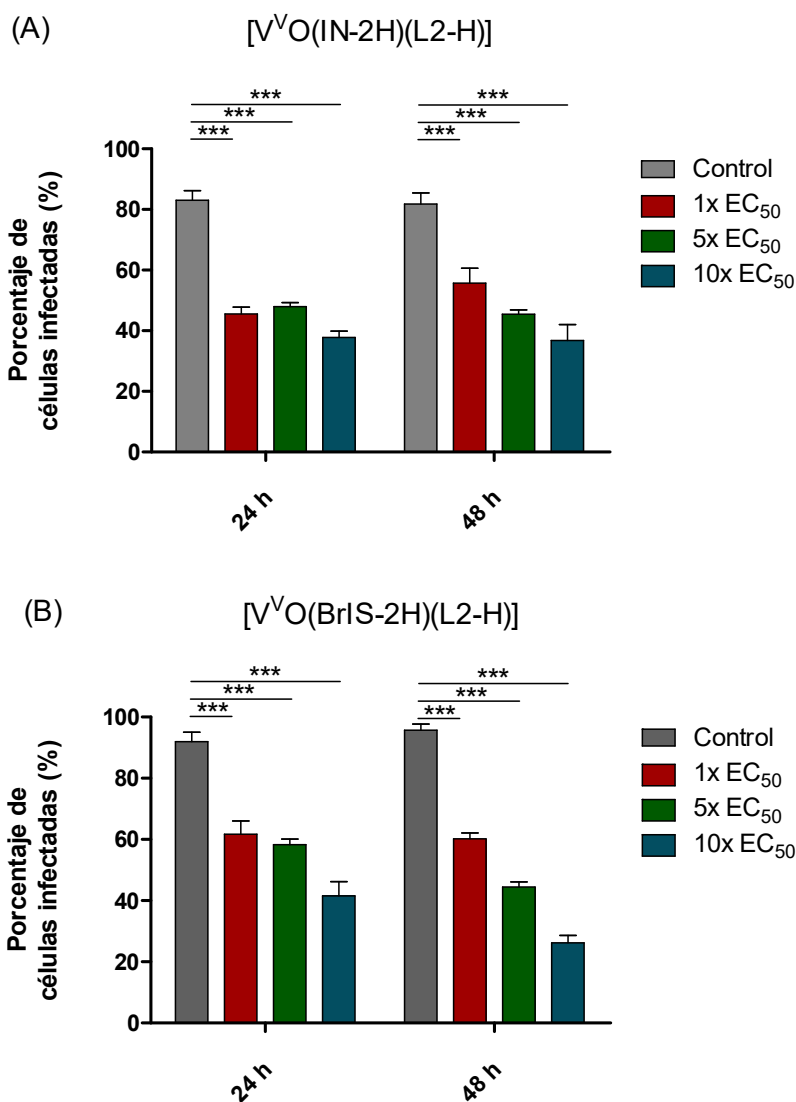 (A)
[VⱽO(IN-2H)(L2-H)]
*** ***
*** ***
*** ***
Porcentaje de
células infectadas (%)
100
80
60
40
20
0
24 h 48 h
Control
1x EC₅₀
5x EC₅₀
10x EC₅₀
(B)
[VⱽO(BrIS-2H)(L2-H)]
*** ***
*** ***
*** ***
Porcentaje de
células infectadas (%)
100
80
60
40
20
0
24 h 48 h
Control
1x EC₅₀
5x EC₅₀
10x EC₅₀